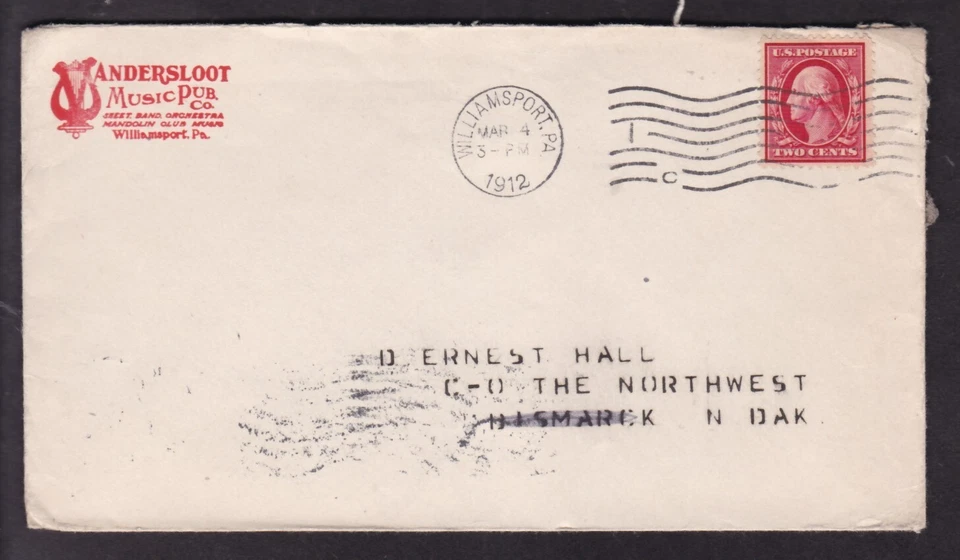 VANDERSLOOT
MUSIC PUB. CO.
SHEET, BAND, ORCHESTRA
MANDOLIN CLUB MUSIC
Williamsport, Pa.
WILLIAMSPORT, PA
MAR 4
3-PM
1912
1
C
U.S. POSTAGE
TWO CENTS
D ERNEST HALL
C-O THE NORTHWEST
BISMARCK N DAK